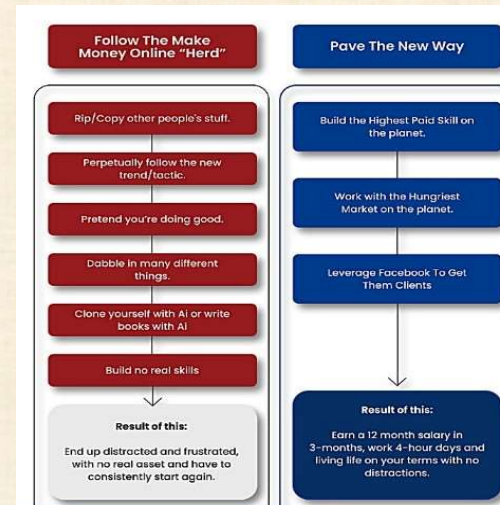 Follow The Make
Money Online “Herd”
Rip/Copy other people's stuff.
Perpetually follow the new
trend/tactic.
Pretend you're doing good.
Dabble in many different
things.
Clone yourself with Ai or write
books with Ai
Build no real skills
Result of this:
End up distracted and frustrated,
with no real asset and have to
consistently start again.
Pave The New Way
Build the Highest Paid Skill on
the planet.
Work with the Hungriest
Market on the planet.
Leverage Facebook To Get
Them Clients
Result of this:
Earn a 12 month salary in
3-months, work 4-hour days and
living life on your terms with no
distractions.